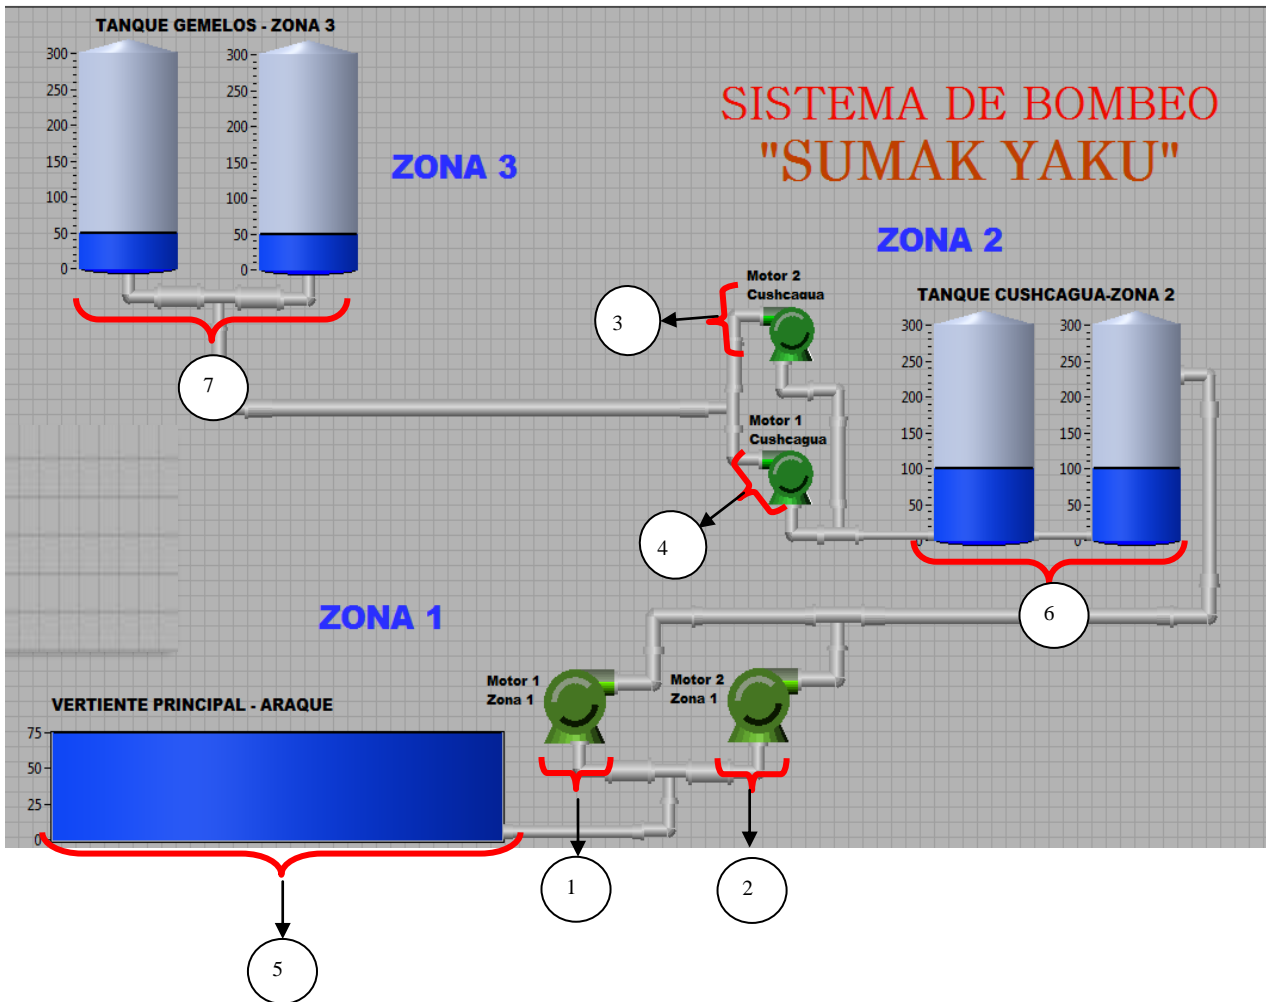 TANQUE GEMELOS - ZONA 3
300
250
200
150
100
50
0
300
250
200
150
100
50
0
ZONA 3
SISTEMA DE BOMBEO
"SUMAK YAKU"
ZONA 2
Motor 2
Cushcagua
3
TANQUE CUSHCAGUA-ZONA 2
300
250
200
150
100
50
0
300
250
200
150
100
50
0
7
Motor 1
Cushcagua
4
6
ZONA 1
Motor 1
Zona 1
Motor 2
Zona 1
VERTIENTE PRINCIPAL - ARAQUE
75
50
25
0
1
2
5